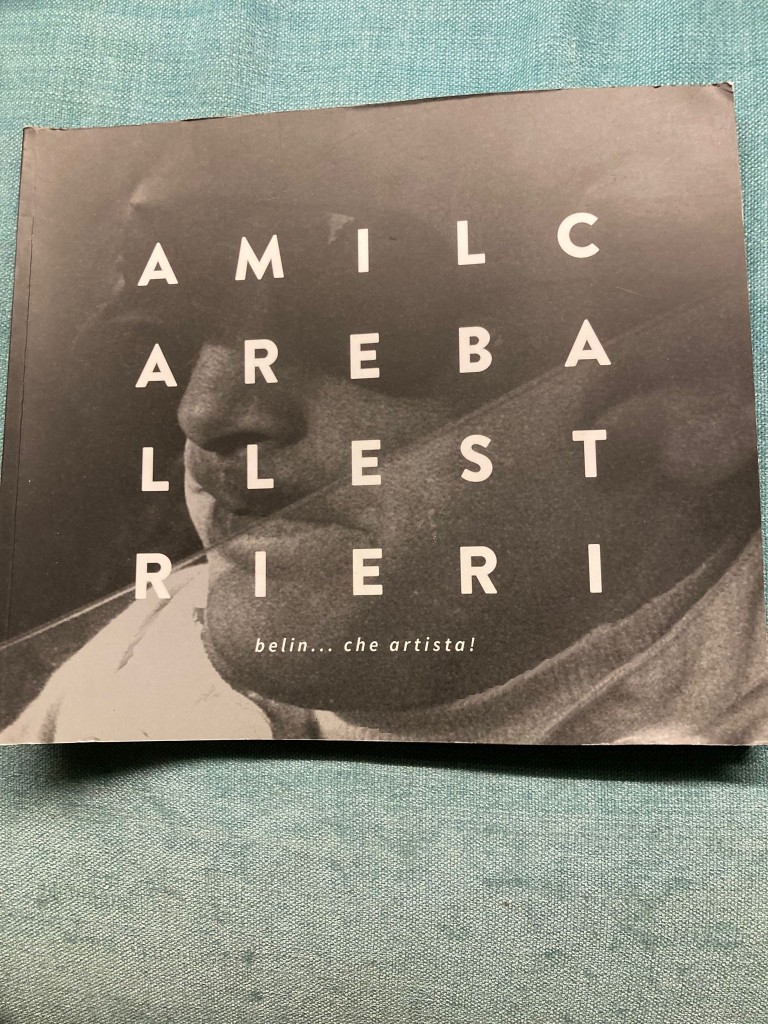 AMILC
AREBA
LLEST
RIERI
belin... che artista!